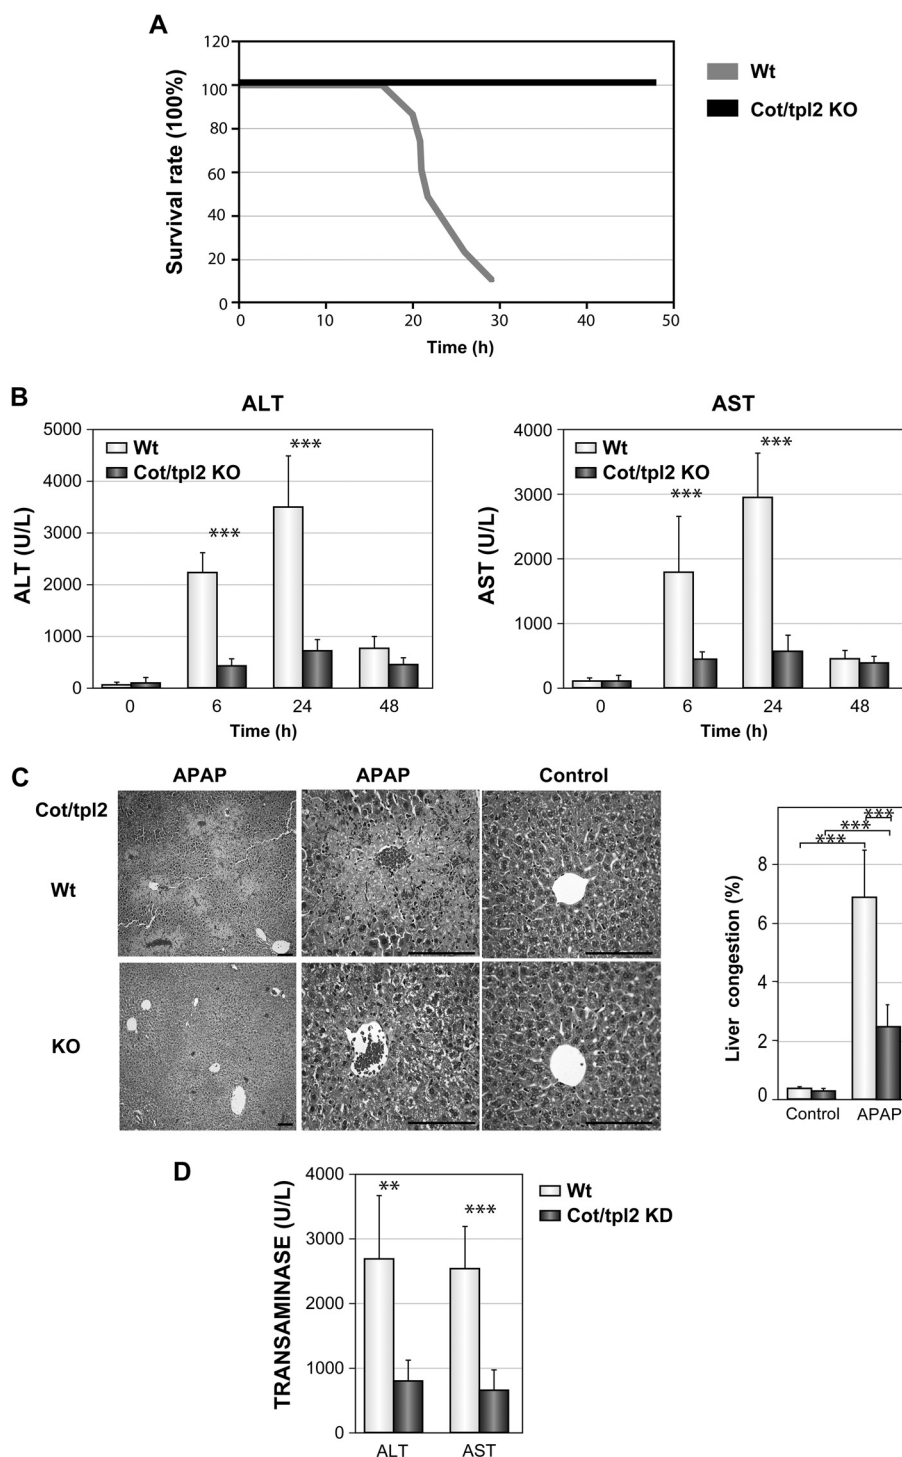 A
120
100
80
60
40
20
0
Survival rate (100%)
0 10 20 30 40 50
Time (h)
Wt
Cot/tpl2 KO
B
ALT
5000
4000
3000
2000
1000
0
ALT (U/L)
Wt
Cot/tpl2 KO
***
***
0 6 24 48
Time (h)
AST
4000
3000
2000
1000
0
AST (U/L)
Wt
Cot/tpl2 KO
***
***
0 6 24 48
Time (h)
C
APAP APAP Control
Cot/tpl2
Wt
KO
8
6
4
2
0
Liver congestion (%)
***
***
***
Control APAP
D
4000
3000
2000
1000
0
TRANSAMINASE (U/L)
**
***
ALT AST
Wt
Cot/tpl2 KD